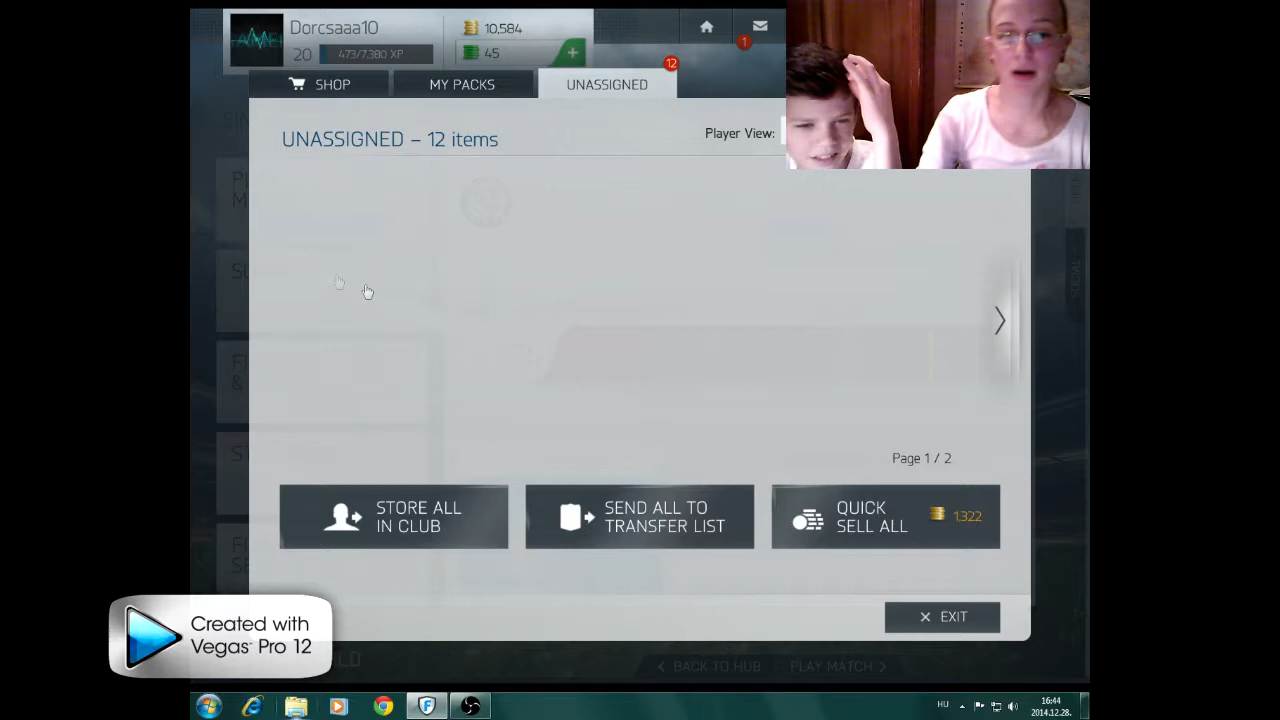 Dorcsaaa10
10,584
20 473/7,380 XP
45
1
12
SHOP
MY PACKS
UNASSIGNED
UNASSIGNED – 12 items
Player View:
SOCIAL
Page 1 / 2
STORE ALL
IN CLUB
SEND ALL TO
TRANSFER LIST
QUICK
SELL ALL
1,322
EXIT
Created with
Vegas Pro 12
BACK TO HUB
PLAY MATCH
HU
16:44
2014.12.28.